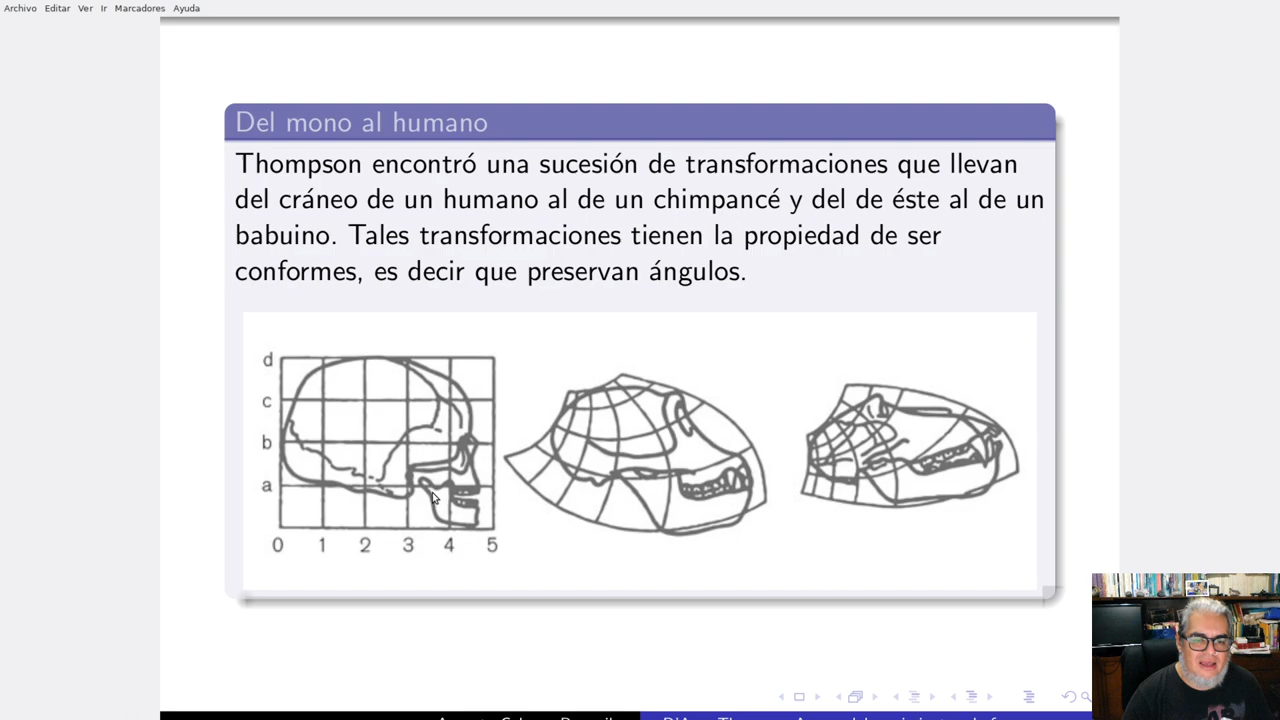 Archivo Editar Ver Ir Marcadores Ayuda
Del mono al humano
Thompson encontró una sucesión de transformaciones que llevan
del cráneo de un humano al de un chimpancé y del de éste al de un
babuino. Tales transformaciones tienen la propiedad de ser
conformes, es decir que preservan ángulos.
d
c
b
a
0 1 2 3 4 5